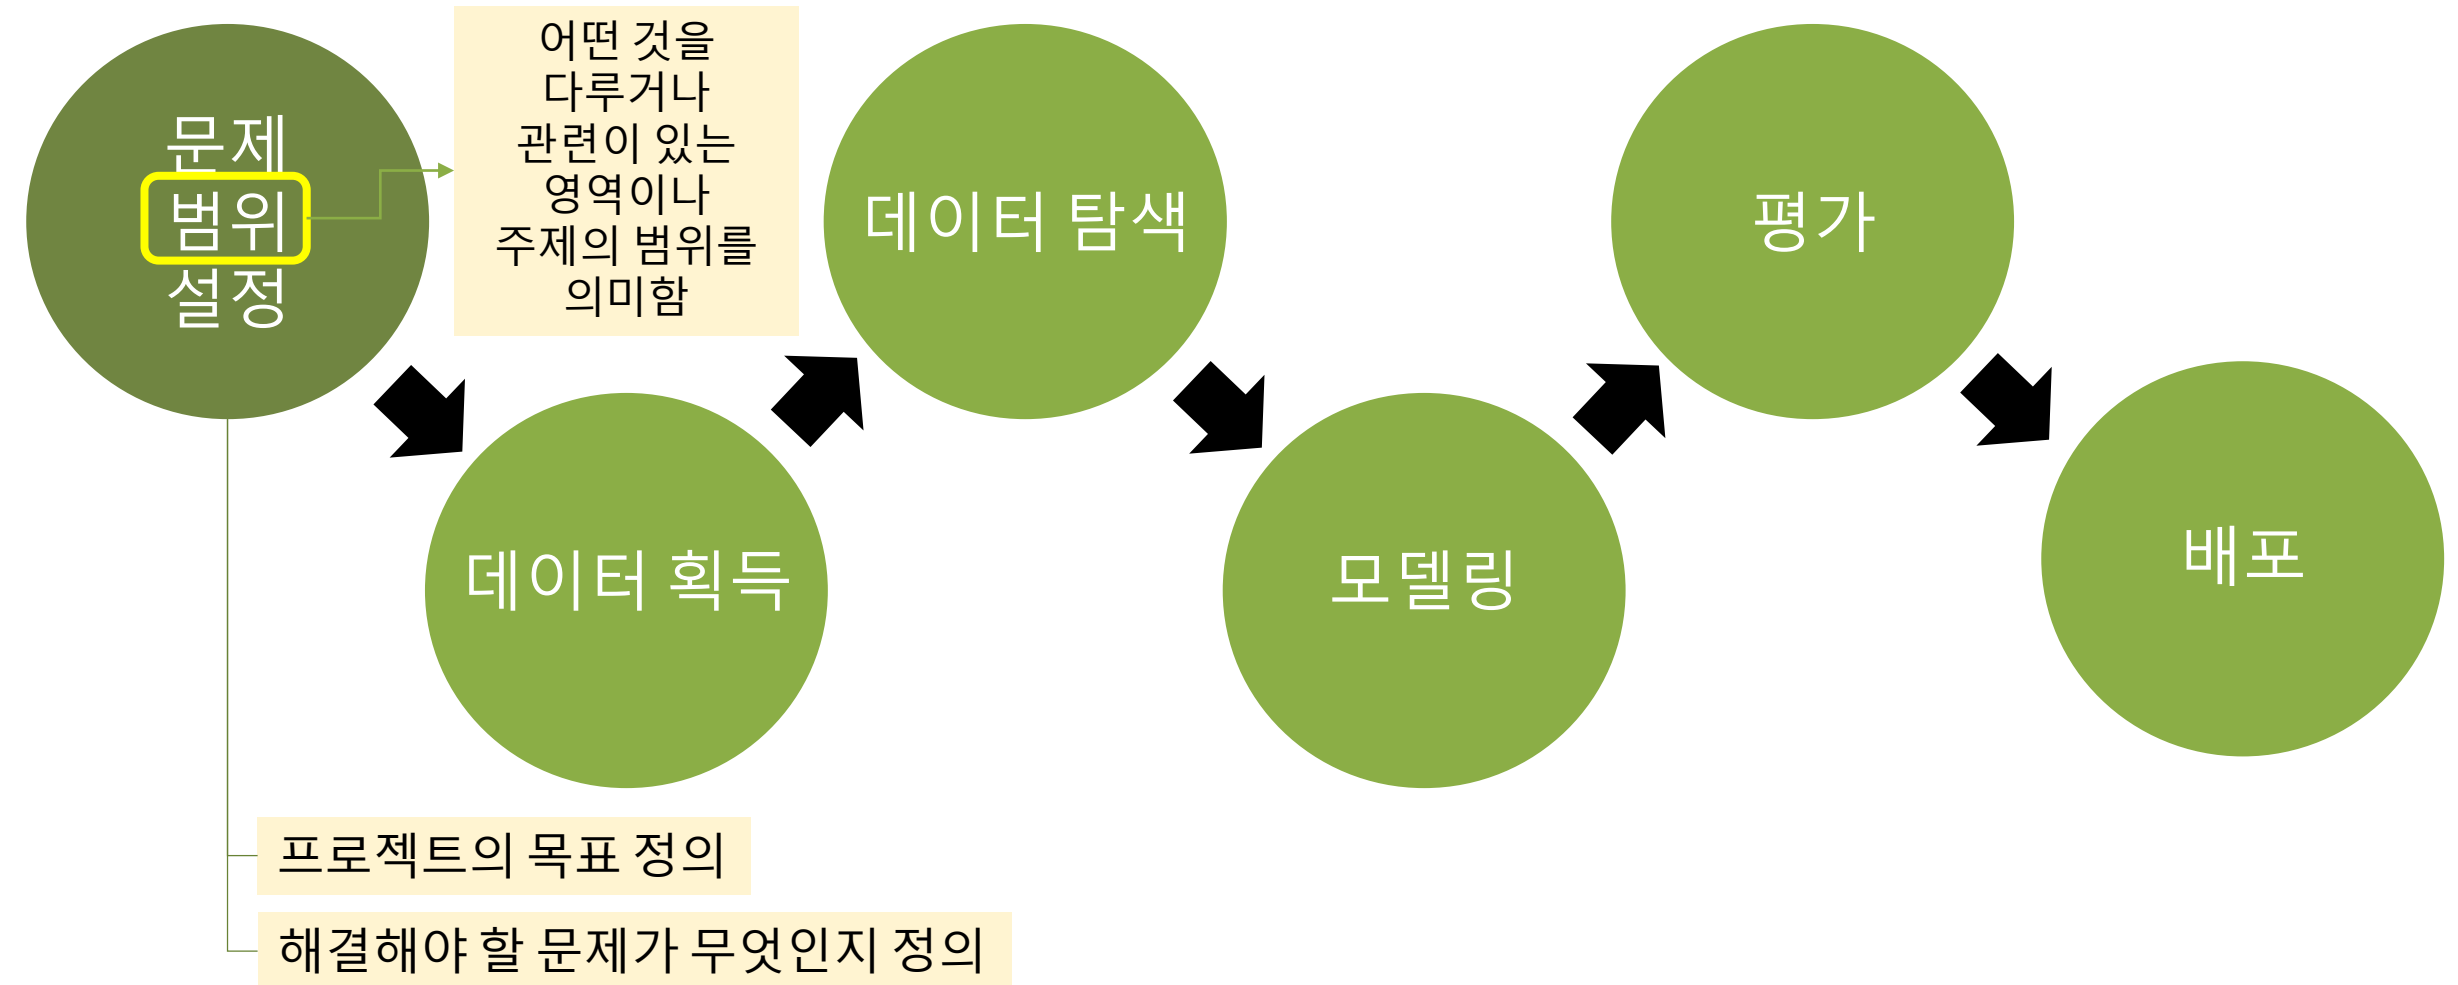 문제
범위
설정
어떤 것을
다루거나
관련이 있는
영역이나
주제의 범위를
의미함
데이터 획득
데이터 탐색
모델링
평가
배포
프로젝트의 목표 정의
해결해야 할 문제가 무엇인지 정의